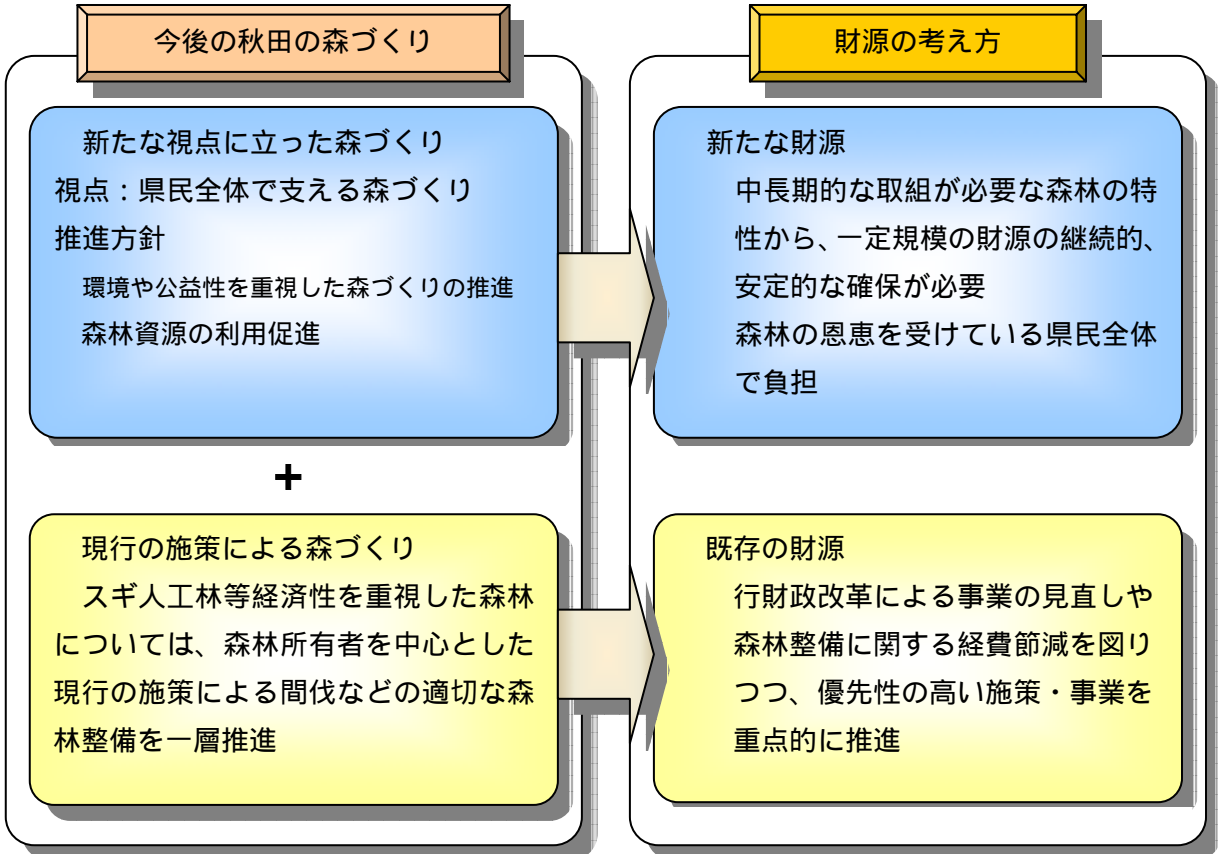 今後の秋田の森づくり
新たな視点に立った森づくり
視点：県民全体で支える森づくり
推進方針
環境や公益性を重視した森づくりの推進
森林資源の利用促進
+
現行の施策による森づくり
スギ人工林等経済性を重視した森林
については、森林所有者を中心とした
現行の施策による間伐などの適切な森
林整備を一層推進
財源の考え方
新たな財源
中長期的な取組が必要な森林の特
性から、一定規模の財源の継続的、
安定的な確保が必要
森林の恩恵を受けている県民全体
で負担
既存の財源
行財政改革による事業の見直しや
森林整備に関する経費節減を図り
つつ、優先性の高い施策・事業を
重点的に推進